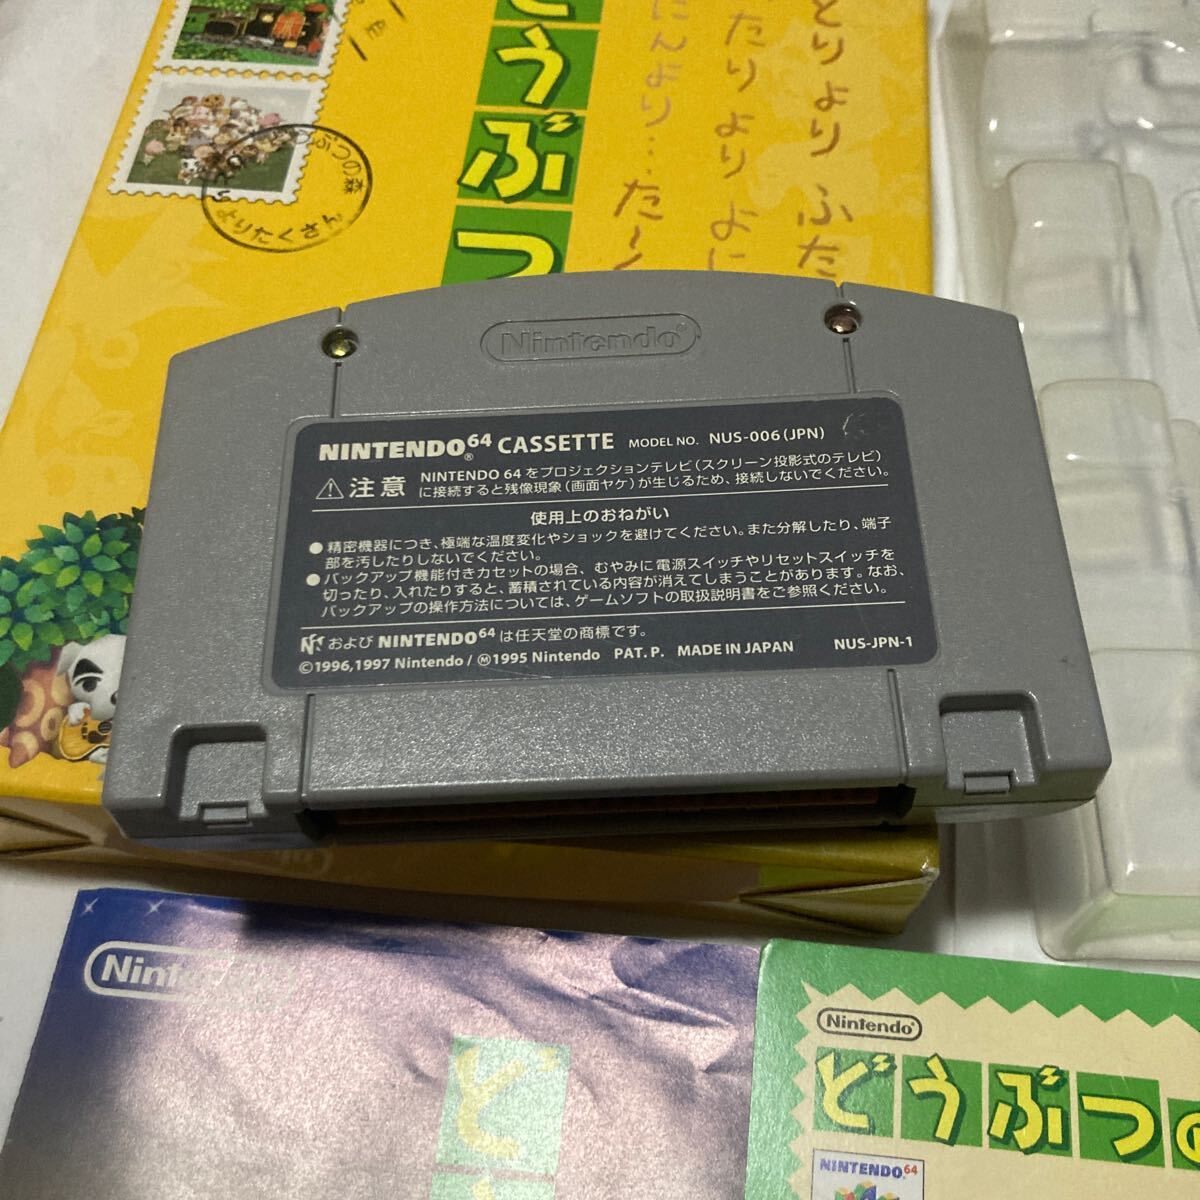 どうぶつ
とりより ふた
たりより よに
にんより…た〜く
ぶつの森
よりたくさん
Nintendo
NINTENDO64 CASSETTE MODEL NO. NUS-006(JPN)
⚠注意 NINTENDO 64 をプロジェクションテレビ(スクリーン投影式のテレビ)
に接続すると残像現象(画面ヤケ)が生じるため、接続しないでください。
使用上のおねがい
●精密機器につき、極端な温度変化やショックを避けてください。また分解したり、端子
部を汚したりしないでください。
●バックアップ機能付きカセットの場合、むやみに電源スイッチやリセットスイッチを
切ったり、入れたりすると、蓄積されている内容が消えてしまうことがあります。なお、
バックアップの操作方法については、ゲームソフトの取扱説明書をご参照ください。
および NINTENDO64 は任天堂の商標です。
©1996,1997 Nintendo / Ⓜ1995 Nintendo PAT. P. MADE IN JAPAN NUS-JPN-1
Nintendo
ど
Nintendo
どうぶつの
NINTENDO64